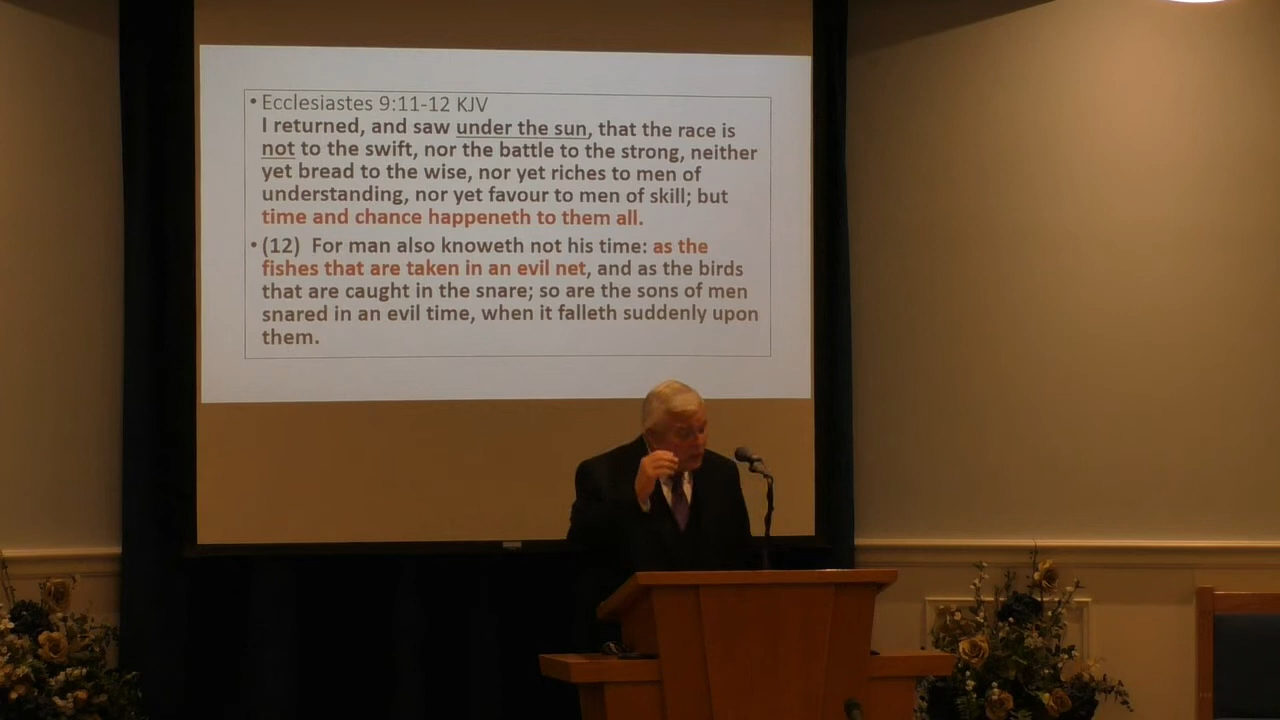 • Ecclesiastes 9:11-12 KJV
I returned, and saw under the sun, that the race is
not to the swift, nor the battle to the strong, neither
yet bread to the wise, nor yet riches to men of
understanding, nor yet favour to men of skill; but
time and chance happeneth to them all.
• (12) For man also knoweth not his time: as the
fishes that are taken in an evil net, and as the birds
that are caught in the snare; so are the sons of men
snared in an evil time, when it falleth suddenly upon
them.